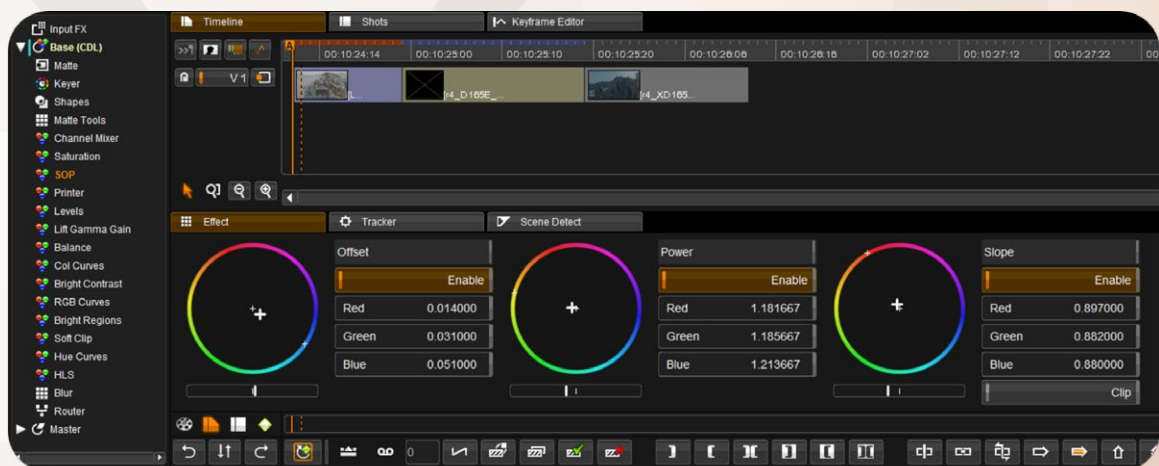 Input FX
Base (CDL)
Matte
Keyer
Shapes
Matte Tools
Channel Mixer
Saturation
SOP
Printer
Levels
Lift Gamma Gain
Balance
Col Curves
Bright Contrast
RGB Curves
Bright Regions
Soft Clip
Hue Curves
HLS
Blur
Router
Master
Timeline Shots Keyframe Editor
A 00:10:24:14 00:10:25:00 00:10:25:10 00:10:25:20 00:10:26:08 00:10:26:18 00:10:27:02 00:10:27:12 00:10:27:22 00
V 1
[L... [r4_D165E_... [r4_XD165...
Effect Tracker Scene Detect
Offset Power Slope
Enable Enable Enable
Red 0.014000 Red 1.181667 Red 0.897000
Green 0.031000 Green 1.185667 Green 0.882000
Blue 0.051000 Blue 1.213667 Blue 0.880000
Clip
0